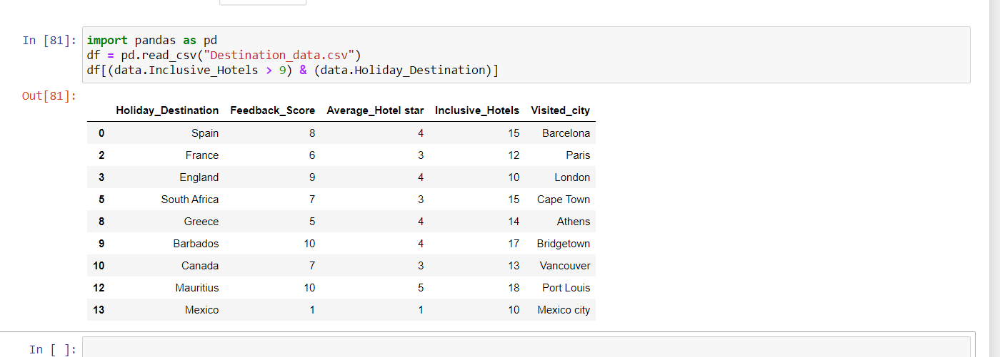 In [81]: import pandas as pd
df = pd.read_csv("Destination_data.csv")
df[(data.Inclusive_Hotels > 9) & (data.Holiday_Destination)]
Out[81]:
Holiday_Destination Feedback_Score Average_Hotel star Inclusive_Hotels Visited_city
0 Spain 8 4 15 Barcelona
2 France 6 3 12 Paris
3 England 9 4 10 London
5 South Africa 7 3 15 Cape Town
8 Greece 5 4 14 Athens
9 Barbados 10 4 17 Bridgetown
10 Canada 7 3 13 Vancouver
12 Mauritius 10 5 18 Port Louis
13 Mexico 1 1 10 Mexico city
In [ ]: